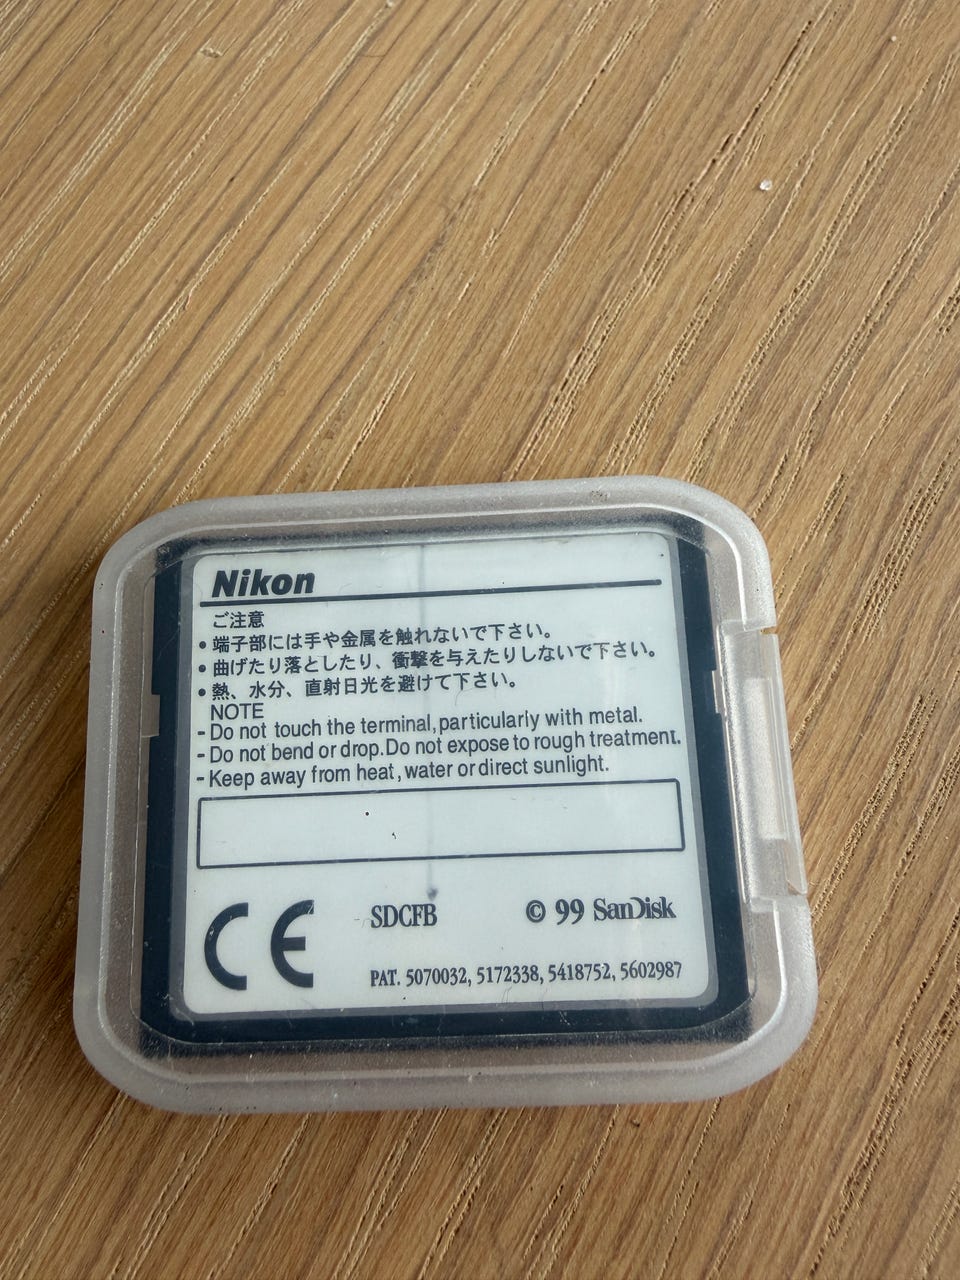 Nikon
ご注意
• 端子部には手や金属を触れないで下さい。
• 曲げたり落としたり、衝撃を与えたりしないで下さい。
• 熱、水分、直射日光を避けて下さい。
NOTE
- Do not touch the terminal, particularly with metal.
- Do not bend or drop. Do not expose to rough treatment.
- Keep away from heat, water or direct sunlight.
CE SDCFB © 99 SanDisk
PAT. 5070032, 5172338, 5418752, 5602987